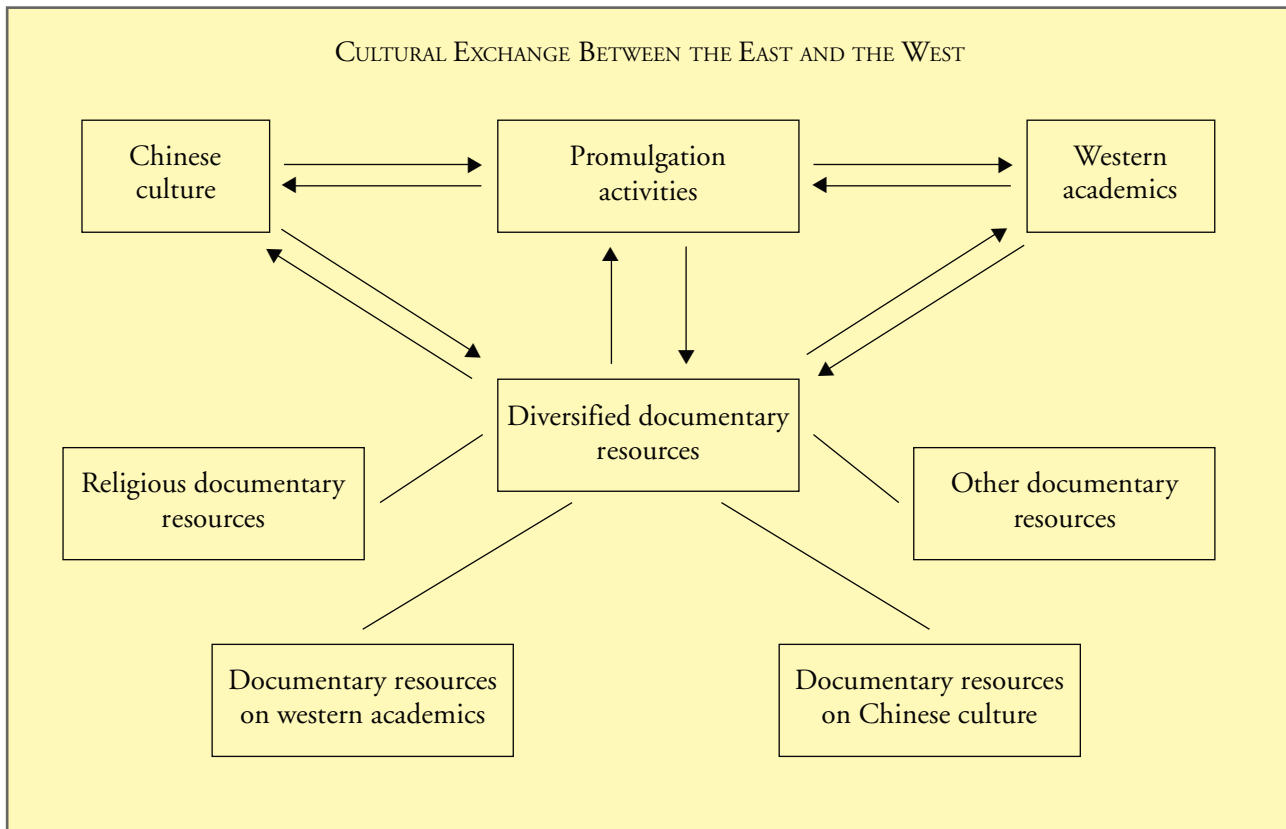 Cultural Exchange Between the East and the West
Chinese
culture
Promulgation
activities
Western
academics
Diversified documentary
resources
Religious documentary
resources
Other documentary
resources
Documentary resources
on western academics
Documentary resources
on Chinese culture